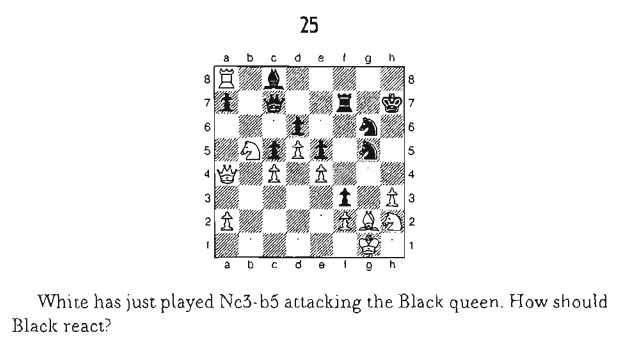 25
a b c d e f g h
8 8
7 7
6 6
5 5
4 4
3 3
2 2
1 1
a b c d e f g h
White has just played Nc3-b5 attacking the Black queen. How should
Black react?